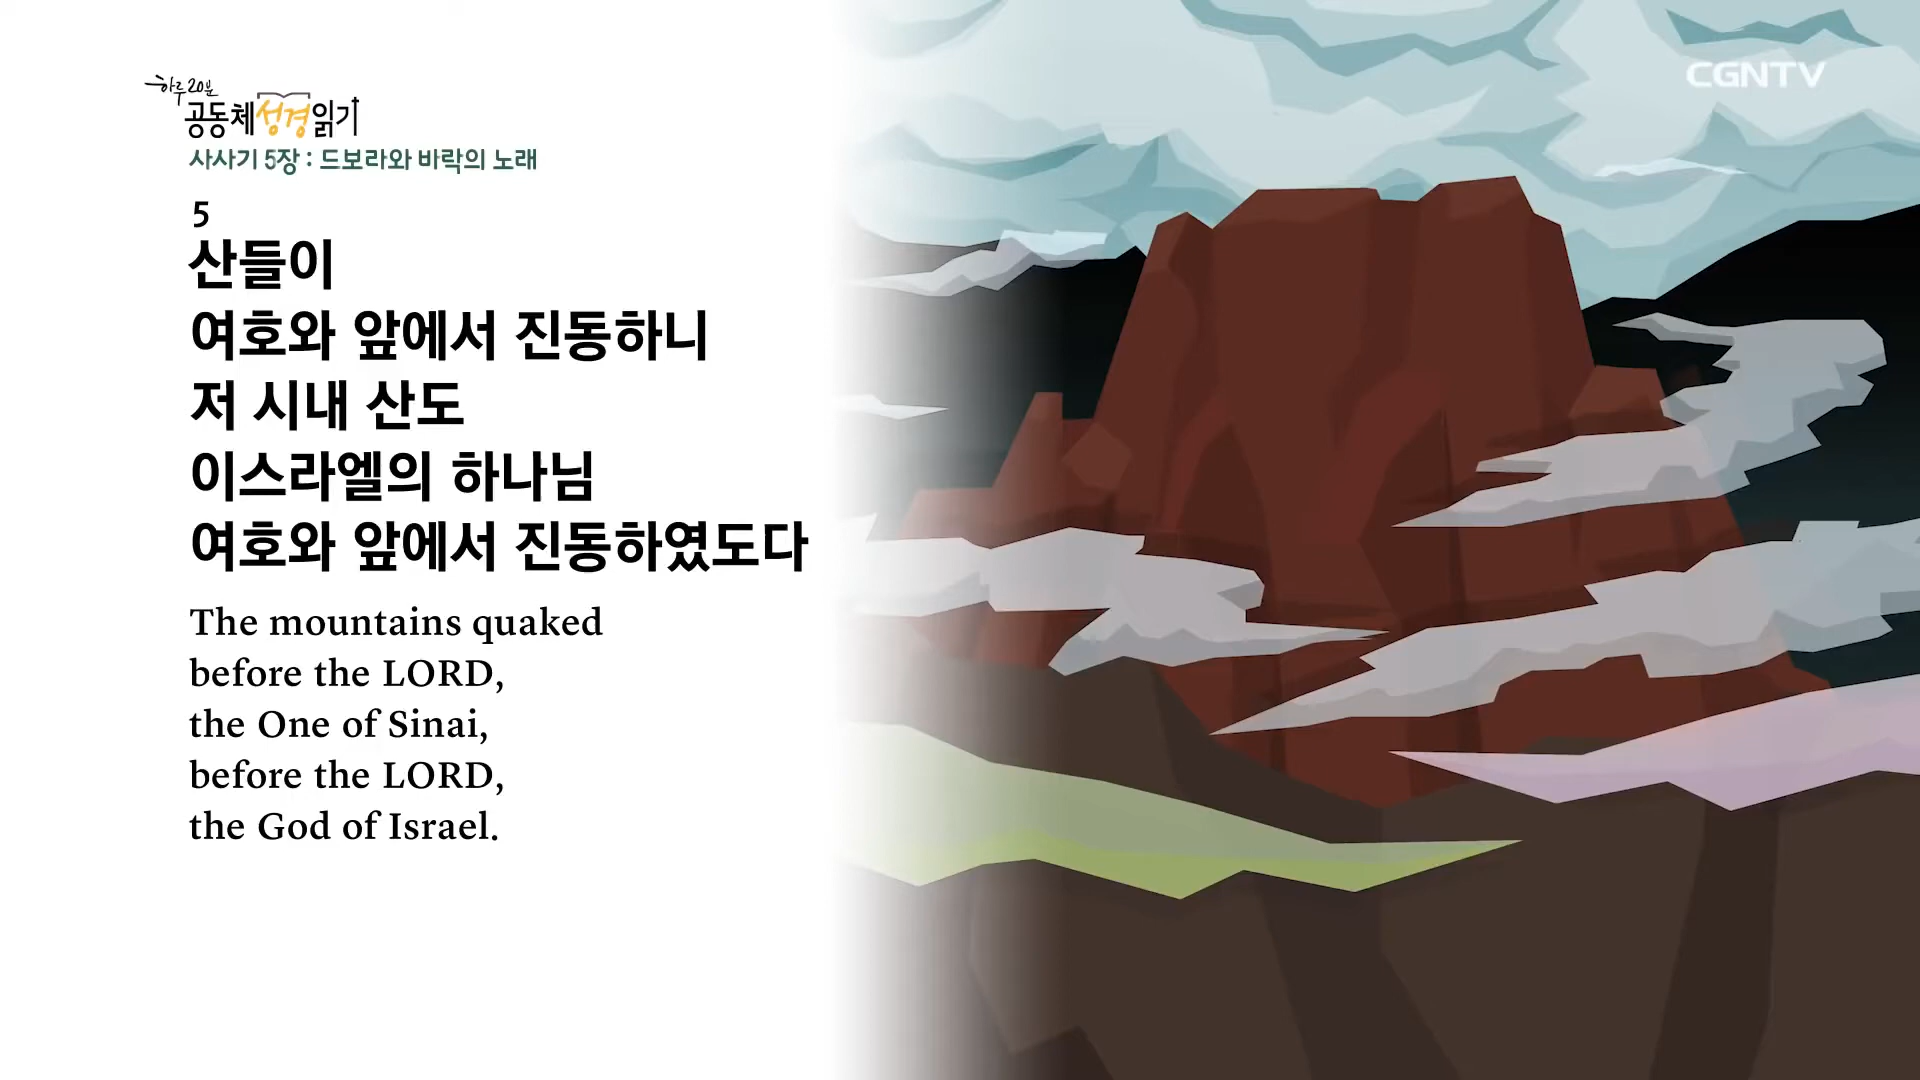 하루 20분
공동체성경읽기
CGNTV
사사기 5장 : 드보라와 바락의 노래
5
산들이
여호와 앞에서 진동하니
저 시내 산도
이스라엘의 하나님
여호와 앞에서 진동하였도다
The mountains quaked
before the LORD,
the One of Sinai,
before the LORD,
the God of Israel.